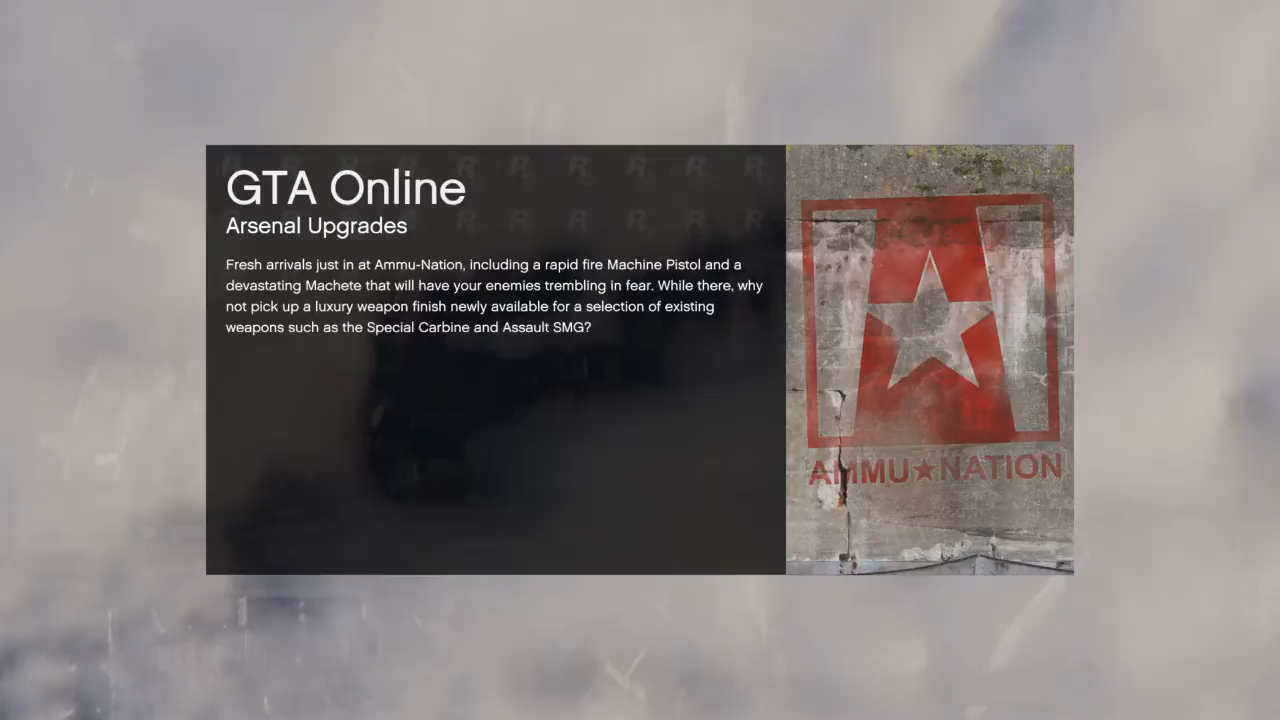 GTA Online
Arsenal Upgrades
Fresh arrivals just in at Ammu-Nation, including a rapid fire Machine Pistol and a
devastating Machete that will have your enemies trembling in fear. While there, why
not pick up a luxury weapon finish newly available for a selection of existing
weapons such as the Special Carbine and Assault SMG?
AMMU★NATION